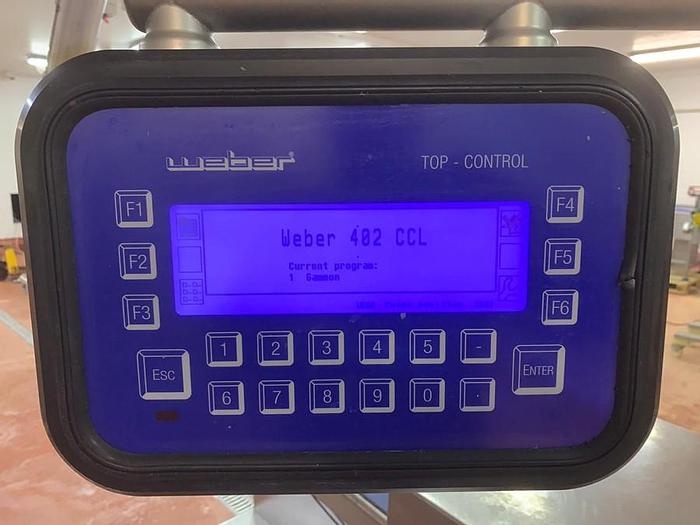 weber TOP - CONTROL
F1
F4
Weber 402 CCL
F2
F5
Current program:
1 Gammon
F3
F6
1 2 3 4 5 -
ESC
ENTER
6 7 8 9 0 .